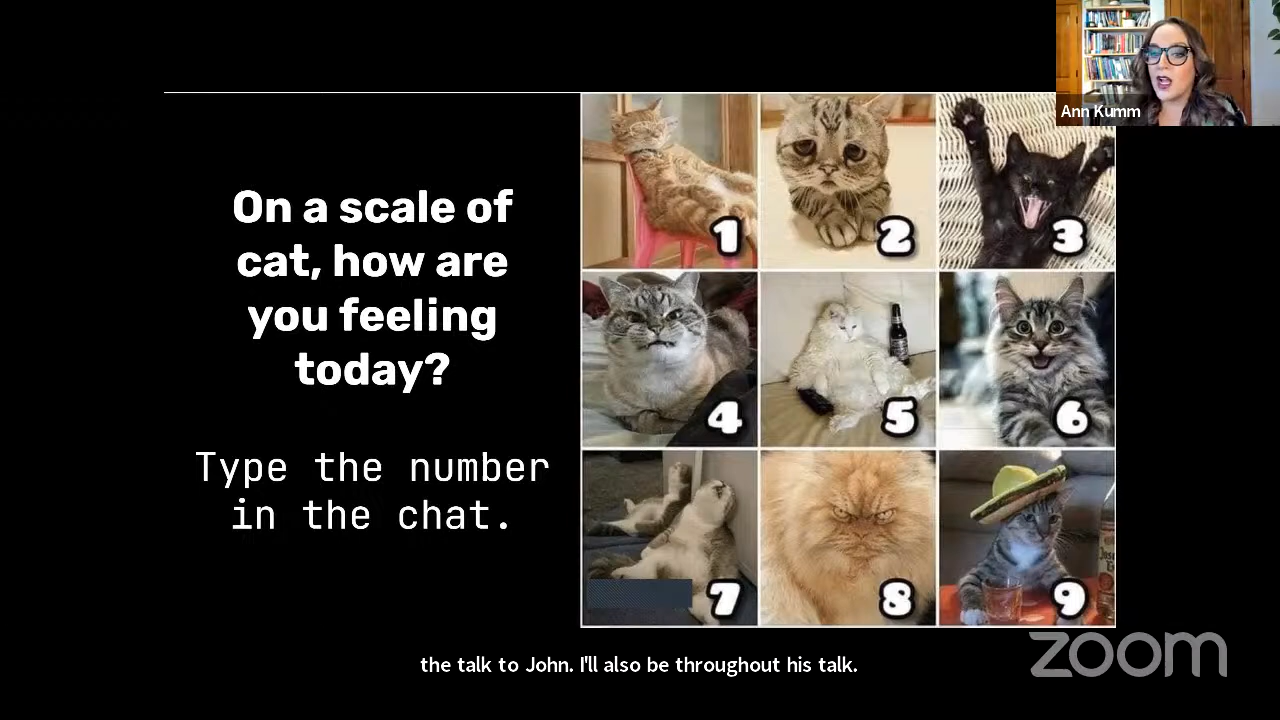 Ann Kumm
On a scale of
cat, how are
you feeling
today?
Type the number
in the chat.
1
2
3
4
5
6
7
8
9
the talk to John. I'll also be throughout his talk.
zoom